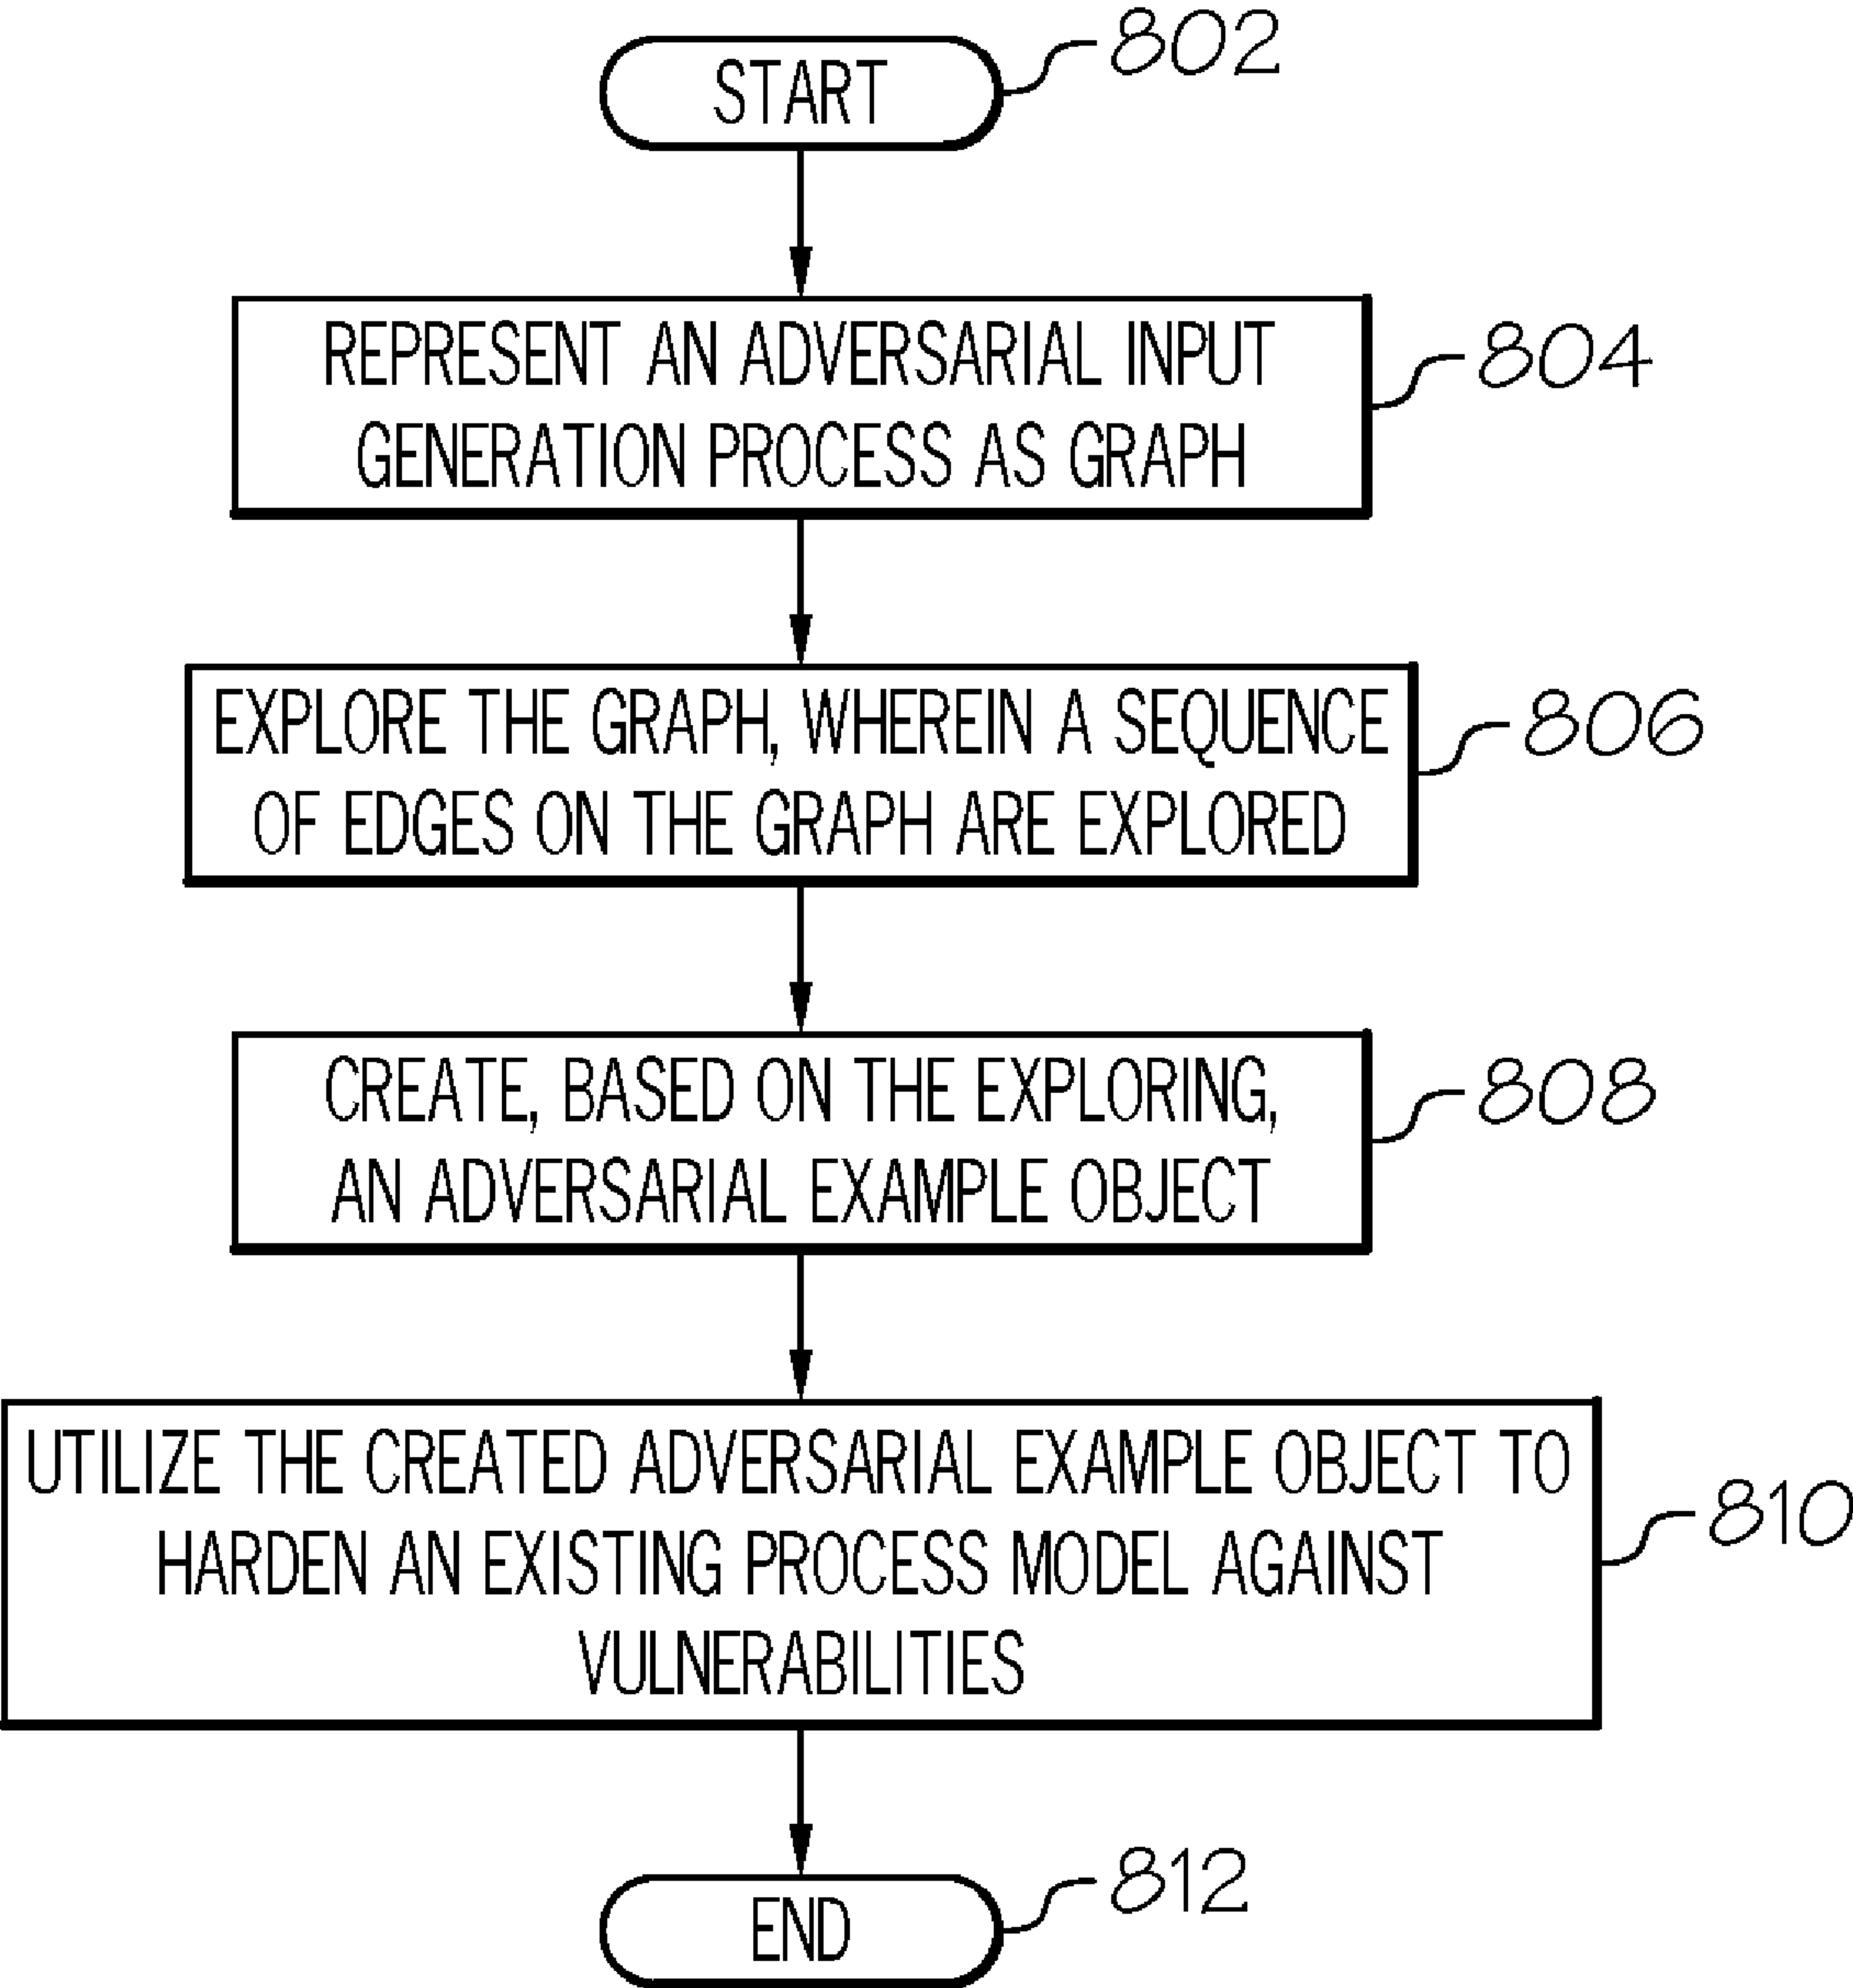 START
802
REPRESENT AN ADVERSARIAL INPUT
GENERATION PROCESS AS GRAPH
804
EXPLORE THE GRAPH, WHEREIN A SEQUENCE
OF EDGES ON THE GRAPH ARE EXPLORED
806
CREATE, BASED ON THE EXPLORING,
AN ADVERSARIAL EXAMPLE OBJECT
808
UTILIZE THE CREATED ADVERSARIAL EXAMPLE OBJECT TO
HARDEN AN EXISTING PROCESS MODEL AGAINST
VULNERABILITIES
810
END
812